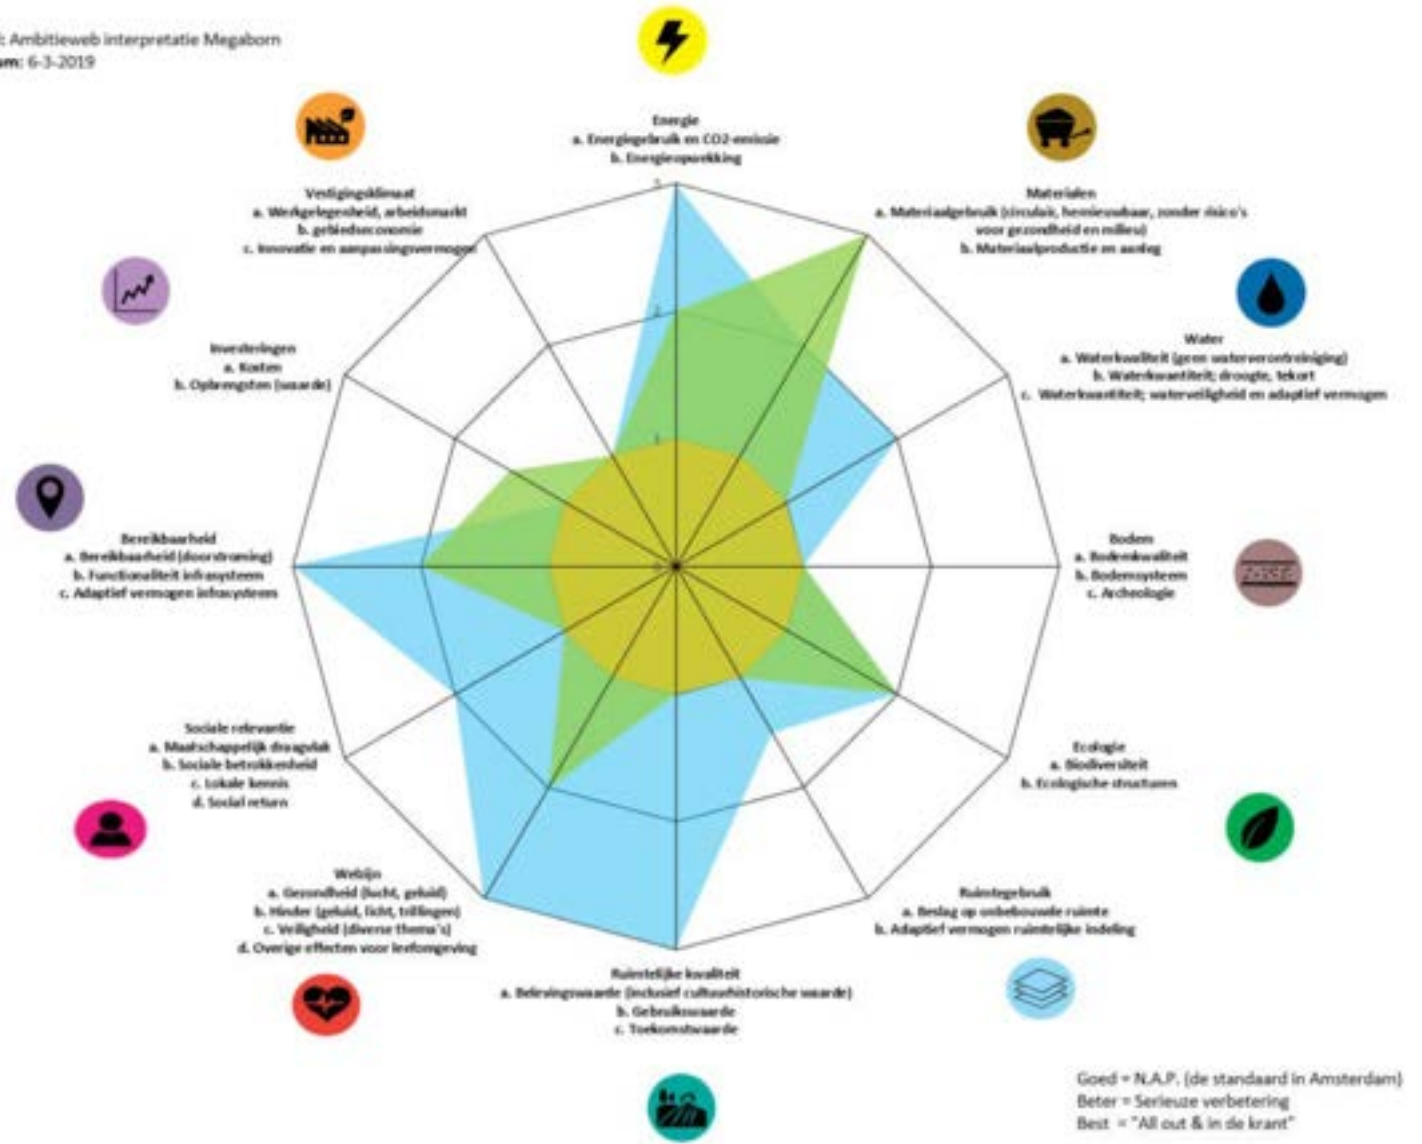 : Ambitieweb interpretatie Megaborn
um: 6-3-2019
Energie
a. Energiegebruik en CO2-emissie
b. Energieopwekking
Materialen
a. Materiaalgebruik (circulair, hernieuwbaar, zonder risico's
voor gezondheid en milieu)
b. Materiaalproductie en aanleg
Water
a. Waterkwaliteit (geen waterverontreiniging)
b. Waterkwantiteit; droogte, tekort
c. Waterkwantiteit; waterveiligheid en adaptief vermogen
Bodem
a. Bodemkwaliteit
b. Bodemsysteem
c. Archeologie
Ecologie
a. Biodiversiteit
b. Ecologische structuren
Ruimtegebruik
a. Beslag op onbebouwde ruimte
b. Adaptief vermogen ruimtelijke indeling
Ruimtelijke kwaliteit
a. Belevingswaarde (inclusief cultuurhistorische waarde)
b. Gebruikswaarde
c. Toekomstwaarde
Welzijn
a. Gezondheid (lucht, geluid)
b. Hinder (geluid, licht, trillingen)
c. Veiligheid (diverse thema's)
d. Overige effecten voor leefomgeving
Sociale relevantie
a. Maatschappelijk draagvlak
b. Sociale betrokkenheid
c. Lokale kennis
d. Social return
Bereikbaarheid
a. Bereikbaarheid (doorstroming)
b. Functionaliteit infrasysteem
c. Adaptief vermogen infrasysteem
Investeringen
a. Kosten
b. Opbrengsten (waarde)
Vestigingsklimaat
a. Werkgelegenheid, arbeidsmarkt
b. gebiedseconomie
c. Innovatie en aanpassingsvermogen
3
2
1
Goed = N.A.P. (de standaard in Amsterdam)
Beter = Serieuze verbetering
Best = "All out & in de krant"